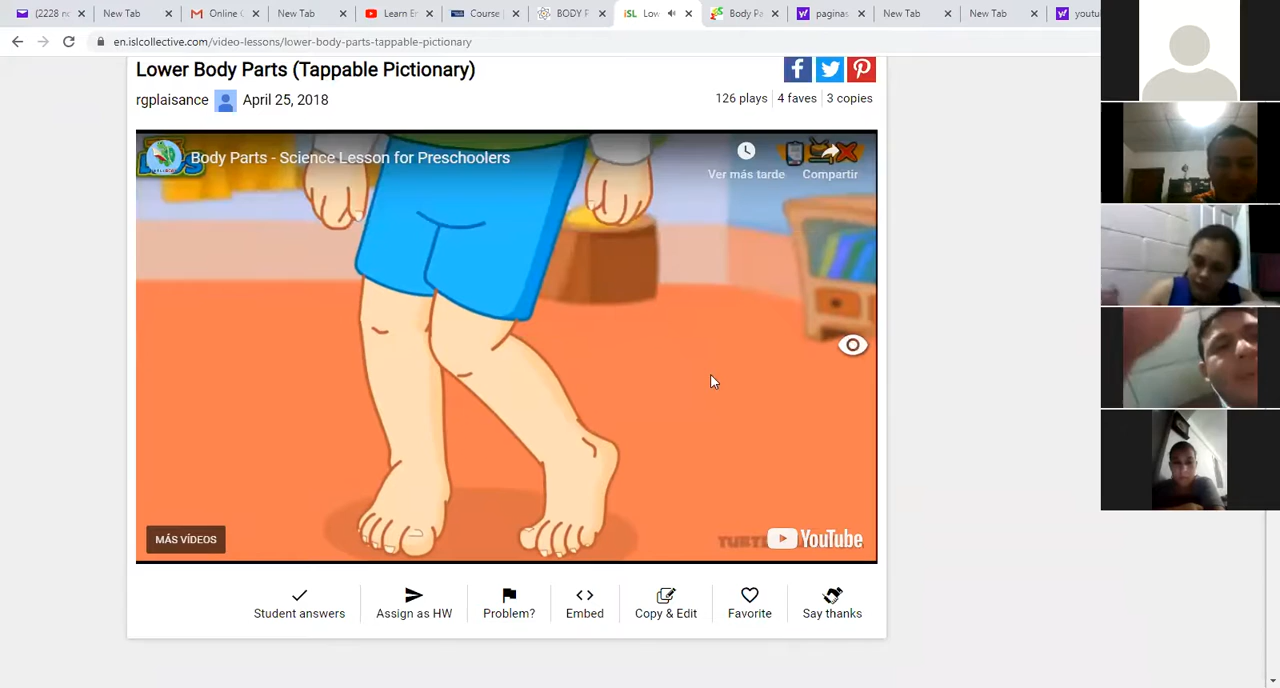 (2228 nc
New Tab
Online C
New Tab
Learn En
Course
BODY P
iSL Low
Body Pa
paginas
New Tab
New Tab
youtu
en.islcollective.com/video-lessons/lower-body-parts-tappable-pictionary
Lower Body Parts (Tappable Pictionary)
rgplaisance April 25, 2018
126 plays 4 faves 3 copies
Body Parts - Science Lesson for Preschoolers
Ver más tarde
Compartir
MÁS VÍDEOS
YouTube
Student answers
Assign as HW
Problem?
Embed
Copy & Edit
Favorite
Say thanks